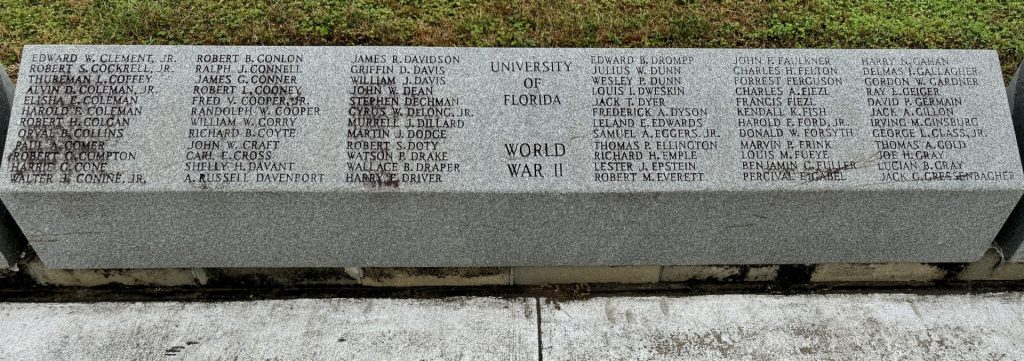 EDWARD W. CLEMENT, JR.
ROBERT S. COCKRELL, JR.
THUREMAN L. COFFEY
ALVIN D. COLEMAN, JR.
ELISHA E. COLEMAN
HAROLD F. COLEMAN
ROBERT H. COLGAN
ORVAL B. COLLINS
PAUL A. COMER
ROBERT G. COMPTON
HARRIE G. CONE
WALTER J. CONINE, JR.
ROBERT B. CONLON
RALPH J. CONNELL
JAMES G. CONNER
ROBERT L. COONEY
FRED V. COOPER, JR.
RANDOLPH W. COOPER
WILLIAM W. CORRY
RICHARD B. COYTE
JOHN W. CRAFT
CARL E. CROSS
SHELLY H. DAVANT
A. RUSSELL DAVENPORT
JAMES R. DAVIDSON
GRIFFIN D. DAVIS
WILLIAM J. DAVIS
JOHN W. DEAN
STEPHEN DECHMAN
CYRUS W. DELONG, JR.
MURRELL J. DILLARD
MARTIN J. DODGE
ROBERT S. DOTY
WATSON P. DRAKE
WALLACE B. DRAPER
HARRY E. DRIVER
UNIVERSITY
OF
FLORIDA
WORLD
WAR II
EDWARD B. DROMPP
JULIUS W. DUNN
WESLEY P. DUNN
LOUIS I. DWESKIN
JACK T. DYER
FREDERICK A. DYSON
LELAND E. EDWARDS
SAMUEL A. EGGERS, JR.
THOMAS P. ELLINGTON
RICHARD H. EMPLE
LESTER J. EPSTEIN
ROBERT M. EVERETT
JOHN F. FAULKNER
CHARLES H. FELTON
FORREST FERGUSON
CHARLES A. FIEZL
FRANCIS FIEZL
KENDALL K. FISH
HAROLD E. FORD, JR.
DONALD W. FORSYTH
MARVIN P. FRINK
LOUIS M. FUEYE
BENJAMIN C. FULLER
PERCIVAL E. GABEL
HARRY K. GAHAN
DELMAS F. GALLAGHER
GORDON W. GARDNER
RAY L. GEIGER
DAVID P. GERMAIN
JACK A. GILLON
IRVING M. GINSBURG
GEORGE L. GLASS, JR.
THOMAS A. GOLD
JOE H. GRAY
LUCIAN L. GRAY
JACK G. GRESSENBACHER